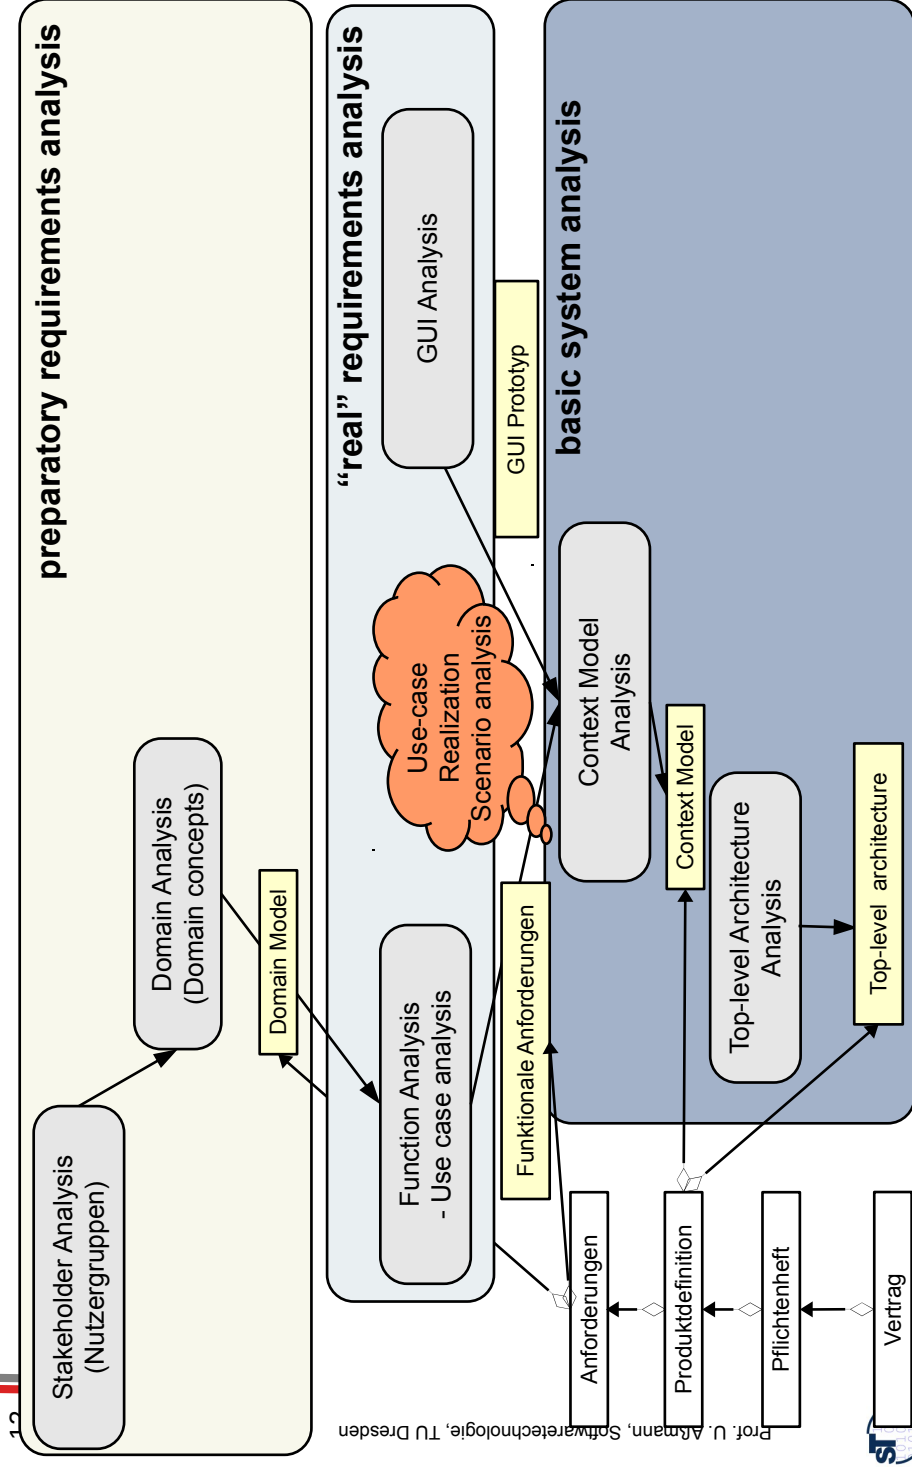 preparatory requirements analysis
Stakeholder Analysis
(Nutzergruppen)
Domain Analysis
(Domain concepts)
Domain Model
“real” requirements analysis
Function Analysis
- Use case analysis
Use-case
Realization
Scenario analysis
GUI Analysis
Funktionale Anforderungen
GUI Prototyp
basic system analysis
Context Model
Analysis
Context Model
Top-level Architecture
Analysis
Top-level architecture
Anforderungen
Produktdefinition
Pflichtenheft
Vertrag
Prof. U. Aßmann, Softwaretechnologie, TU Dresden
ST